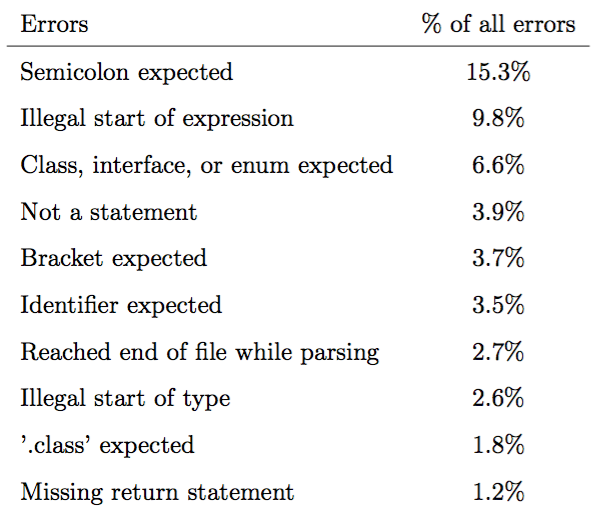 Errors % of all errors
Semicolon expected 15.3%
Illegal start of expression 9.8%
Class, interface, or enum expected 6.6%
Not a statement 3.9%
Bracket expected 3.7%
Identifier expected 3.5%
Reached end of file while parsing 2.7%
Illegal start of type 2.6%
’.class’ expected 1.8%
Missing return statement 1.2%